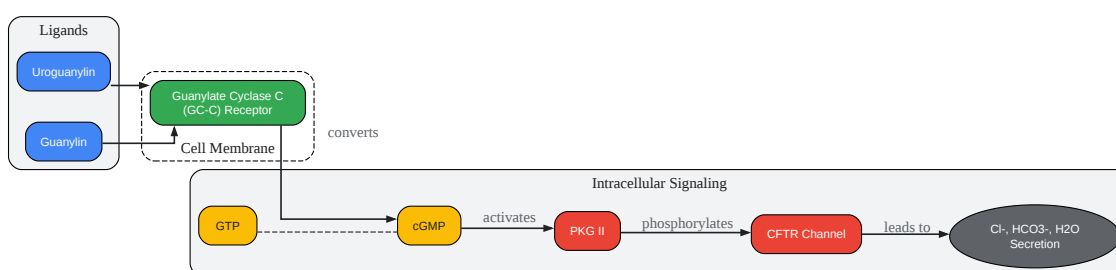 Ligands
Uroguanylin
Guanylin
Guanylate Cyclase C
(GC-C) Receptor
Cell Membrane
converts
Intracellular Signaling
GTP
cGMP
activates
PKG II
phosphorylates
CFTR Channel
leads to
Cl-, HCO3-, H2O
Secretion